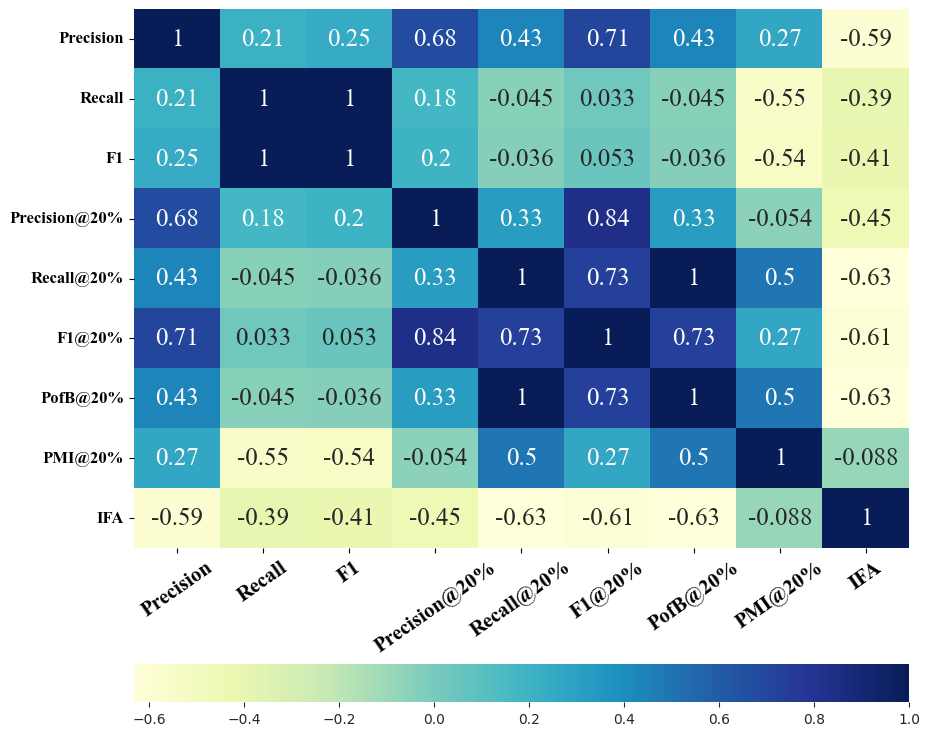 Precision 1 0.21 0.25 0.68 0.43 0.71 0.43 0.27 -0.59
Recall 0.21 1 1 0.18 -0.045 0.033 -0.045 -0.55 -0.39
F1 0.25 1 1 0.2 -0.036 0.053 -0.036 -0.54 -0.41
Precision@20% 0.68 0.18 0.2 1 0.33 0.84 0.33 -0.054 -0.45
Recall@20% 0.43 -0.045 -0.036 0.33 1 0.73 1 0.5 -0.63
F1@20% 0.71 0.033 0.053 0.84 0.73 1 0.73 0.27 -0.61
PofB@20% 0.43 -0.045 -0.036 0.33 1 0.73 1 0.5 -0.63
PMI@20% 0.27 -0.55 -0.54 -0.054 0.5 0.27 0.5 1 -0.088
IFA -0.59 -0.39 -0.41 -0.45 -0.63 -0.61 -0.63 -0.088 1
Precision Recall F1 Precision@20% Recall@20% F1@20% PofB@20% PMI@20% IFA
−0.6 −0.4 −0.2 0.0 0.2 0.4 0.6 0.8 1.0